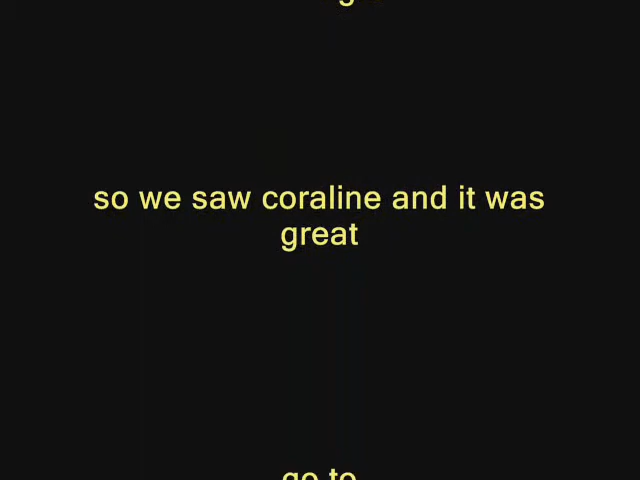 so we saw coraline and it was
great
go to